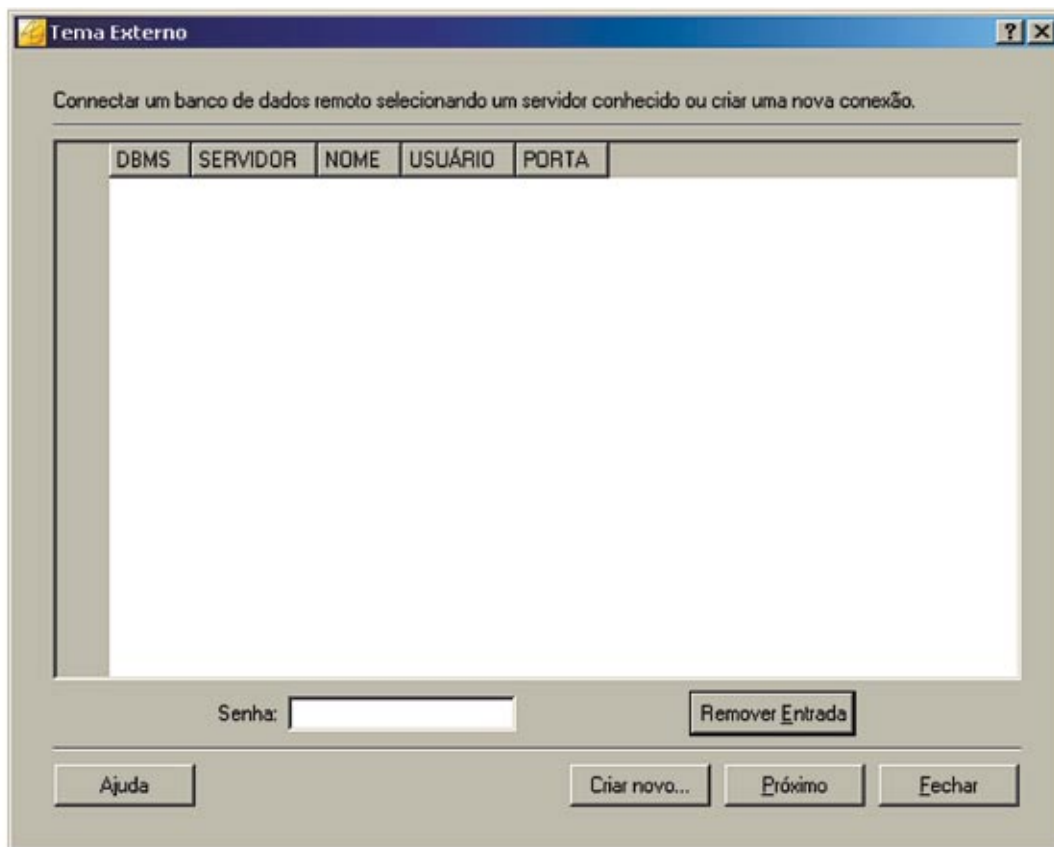 Tema Externo
Connectar um banco de dados remoto selecionando um servidor conhecido ou criar uma nova conexão.
DBMS SERVIDOR NOME USUÁRIO PORTA
Senha: Remover Entrada
Ajuda Criar novo... Próximo Fechar